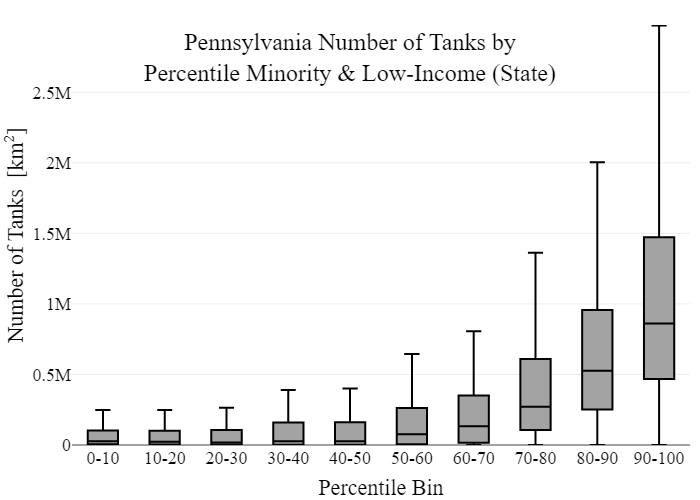 Pennsylvania Number of Tanks by
Percentile Minority & Low-Income (State)
Number of Tanks [km²]
2.5M
2M
1.5M
1M
0.5M
0
0-10 10-20 20-30 30-40 40-50 50-60 60-70 70-80 80-90 90-100
Percentile Bin